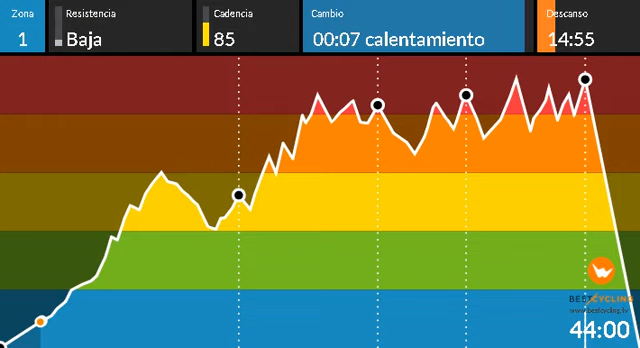 Zona
1
Resistencia
Baja
Cadencia
85
Cambio
00:07 calentamiento
Descanso
14:55
BESTCYCLING
www.bestcycling.tv
44:00